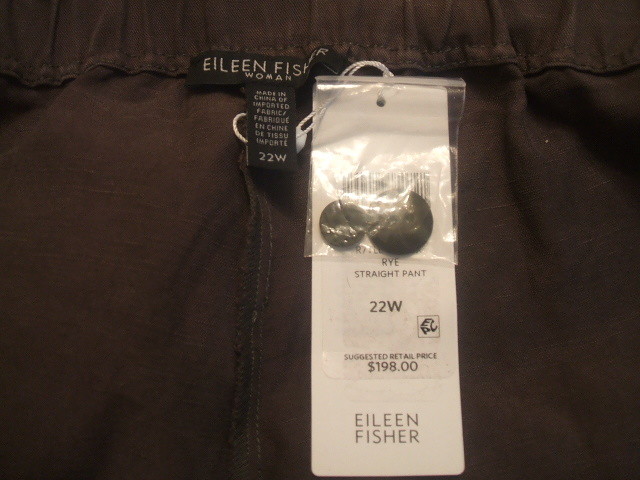 EILEEN FISHER
WOMAN
MADE IN
CHINA OF
IMPORTED
FABRIC/
FABRIQUÉ
EN CHINE
DE TISSU
IMPORTÉ
22W
RYE
STRAIGHT PANT
22W
SUGGESTED RETAIL PRICE
$198.00
EILEEN
FISHER